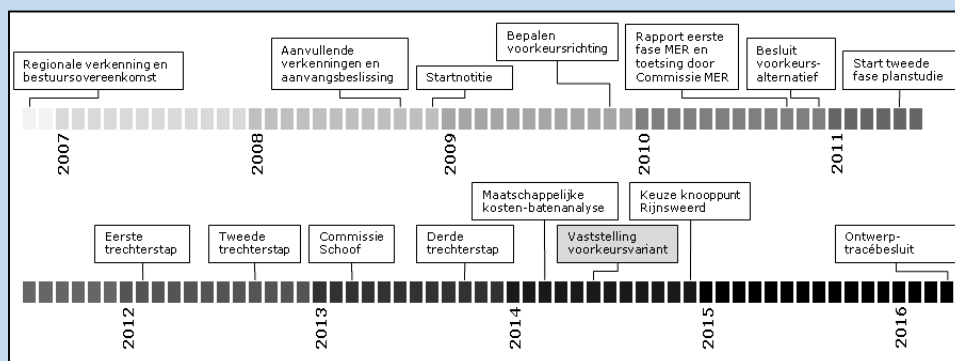 Regionale verkenning en
bestuursovereenkomst
Aanvullende
verkenningen en
aanvangsbeslissing
Startnotitie
Bepalen
voorkeursrichting
Rapport eerste
fase MER en
toetsing door
Commissie MER
Besluit
voorkeurs-
alternatief
Start tweede
fase planstudie
2007
2008
2009
2010
2011
Eerste
trechterstap
Tweede
trechterstap
Commissie
Schoof
Derde
trechterstap
Maatschappelijke
kosten-batenanalyse
Vaststelling
voorkeursvariant
Keuze knooppunt
Rijnsweerd
Ontwerp-
tracébesluit
2012
2013
2014
2015
2016